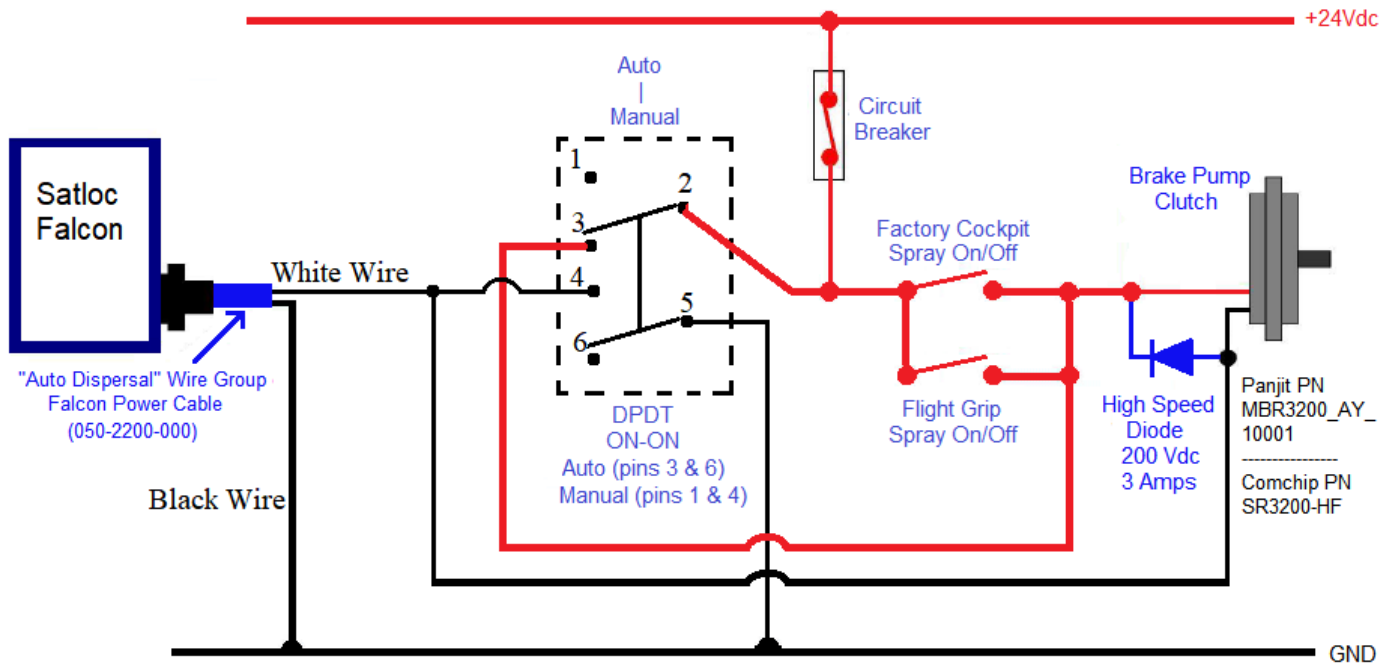 +24Vdc
Auto
|
Manual
Circuit
Breaker
Satloc
Falcon
White Wire
1
2
3
4
5
6
Brake Pump
Clutch
Factory Cockpit
Spray On/Off
"Auto Dispersal" Wire Group
Falcon Power Cable
(050-2200-000)
Flight Grip
Spray On/Off
High Speed
Diode
200 Vdc
3 Amps
Panjit PN
MBR3200_AY_
10001
----------------
Comchip PN
SR3200-HF
DPDT
ON-ON
Auto (pins 3 & 6)
Manual (pins 1 & 4)
Black Wire
GND